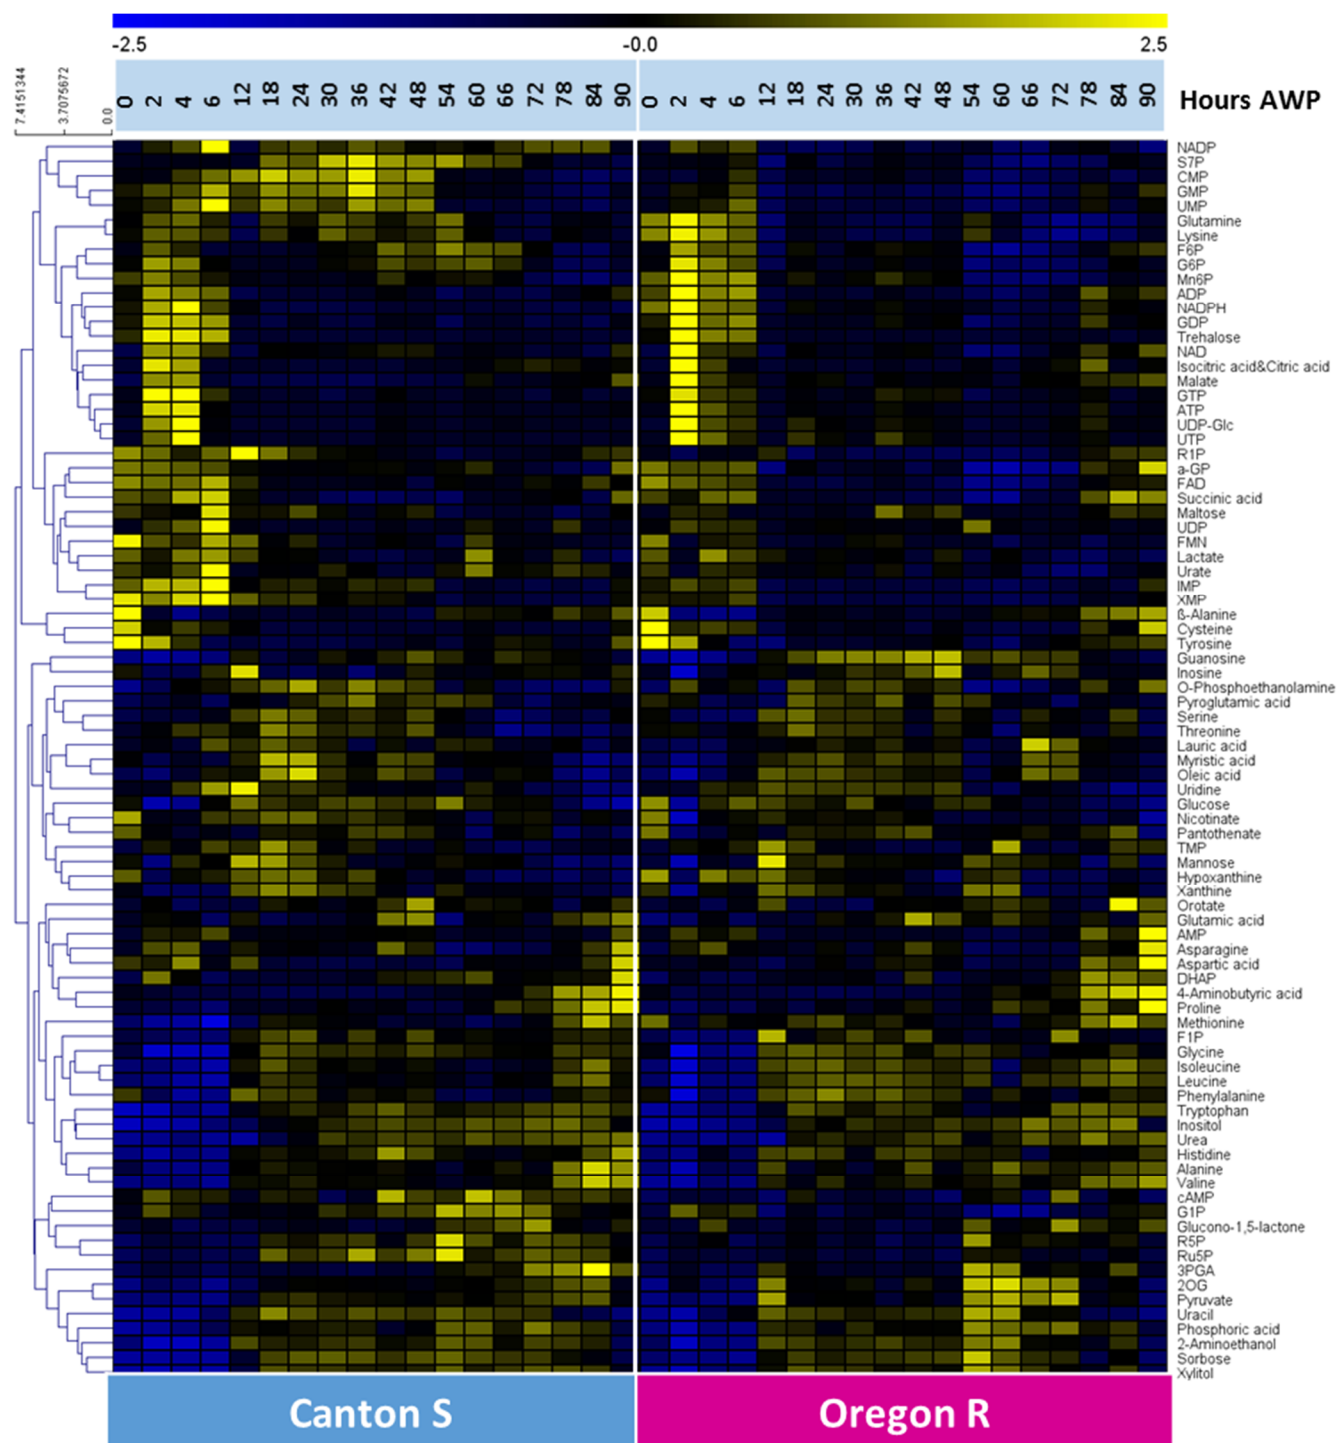 -2.5 -0.0 2.5
7.4151344 3.7075672 0.0
0 2 4 6 12 18 24 30 36 42 48 54 60 66 72 78 84 90 0 2 4 6 12 18 24 30 36 42 48 54 60 66 72 78 84 90 Hours AWP
NADP
S7P
CMP
GMP
UMP
Glutamine
Lysine
F6P
G6P
Mn6P
ADP
NADPH
GDP
Trehalose
NAD
Isocitric acid&Citric acid
Malate
GTP
ATP
UDP-Glc
UTP
R1P
a-GP
FAD
Succinic acid
Maltose
UDP
FMN
Lactate
Urate
IMP
XMP
ß-Alanine
Cysteine
Tyrosine
Guanosine
Inosine
O-Phosphoethanolamine
Pyroglutamic acid
Serine
Threonine
Lauric acid
Myristic acid
Oleic acid
Uridine
Glucose
Nicotinate
Pantothenate
TMP
Mannose
Hypoxanthine
Xanthine
Orotate
Glutamic acid
AMP
Asparagine
Aspartic acid
DHAP
4-Aminobutyric acid
Proline
Methionine
F1P
Glycine
Isoleucine
Leucine
Phenylalanine
Tryptophan
Inositol
Urea
Histidine
Alanine
Valine
cAMP
G1P
Glucono-1,5-lactone
R5P
Ru5P
3PGA
2OG
Pyruvate
Uracil
Phosphoric acid
2-Aminoethanol
Sorbose
Xylitol
Canton S Oregon R